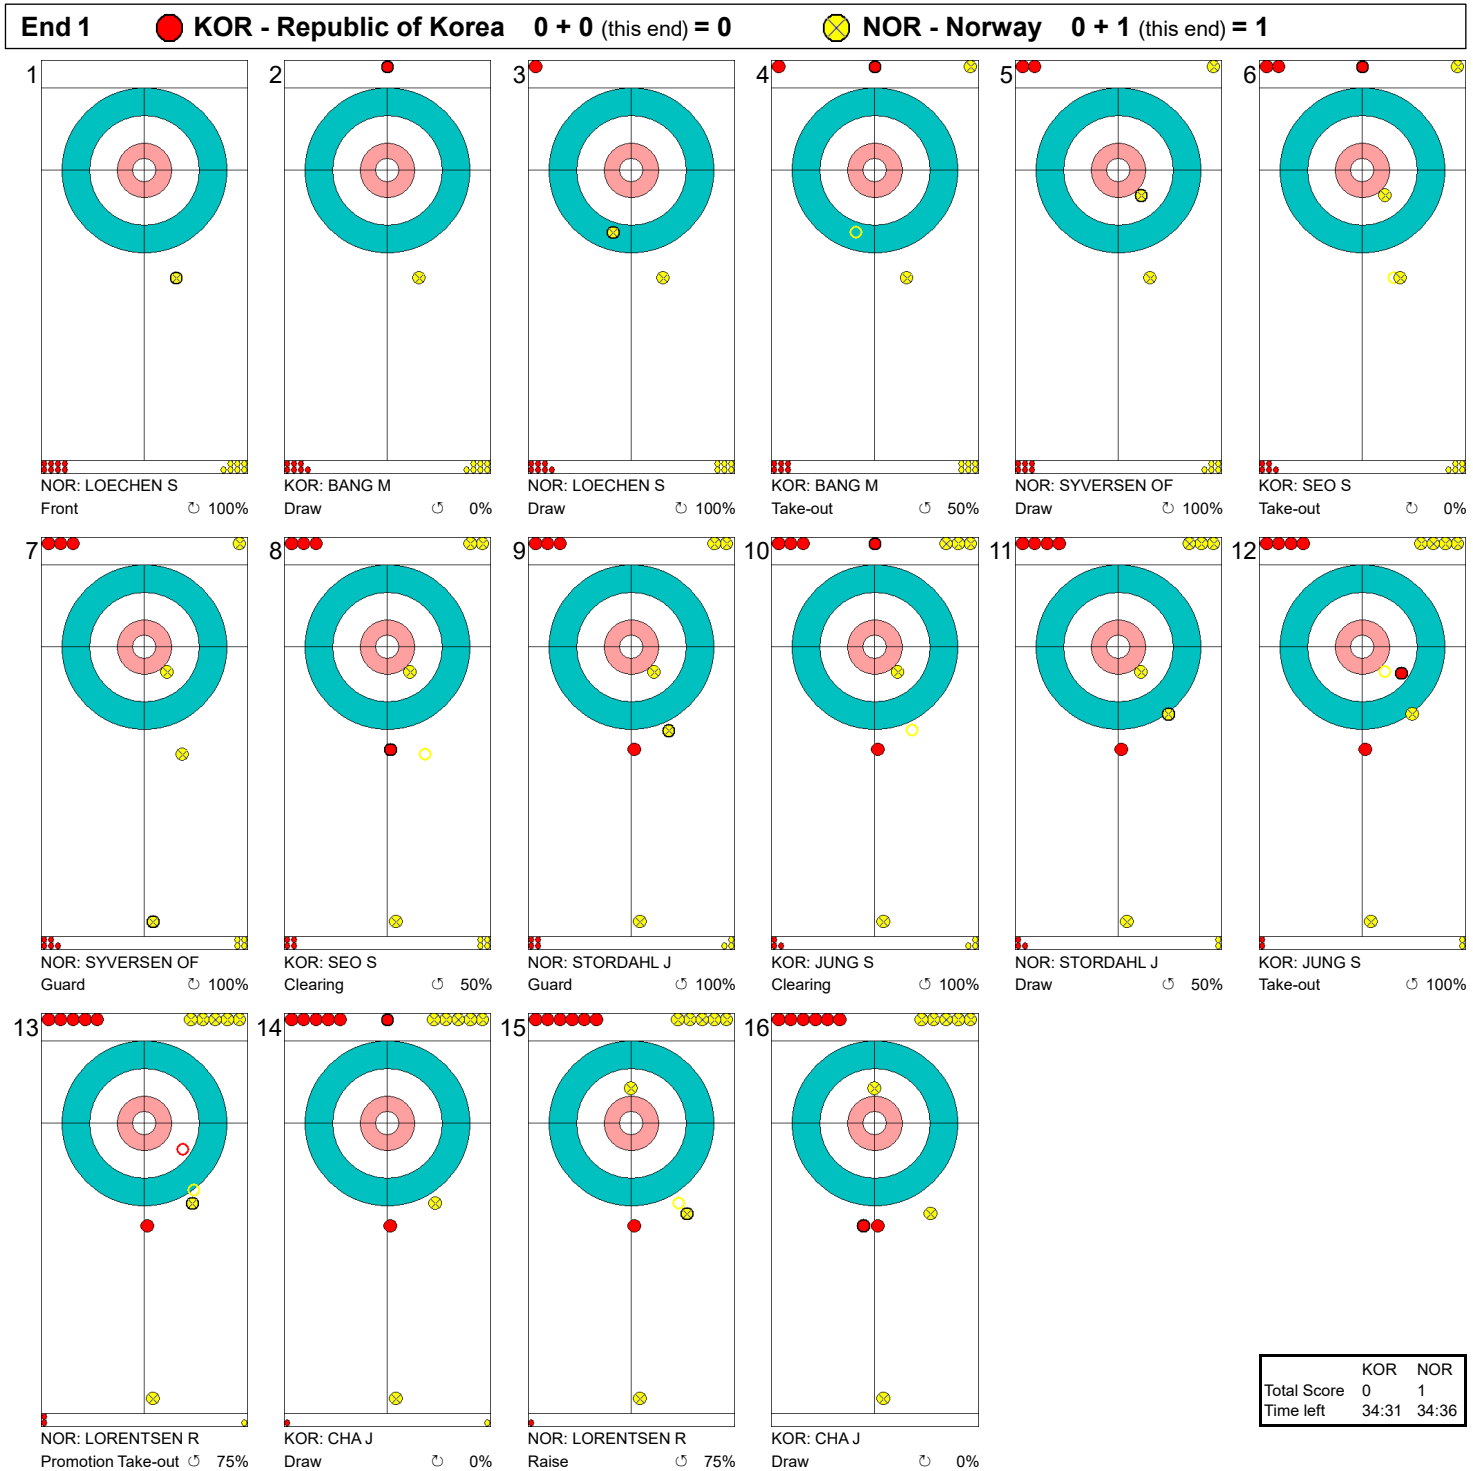 End 1 KOR - Republic of Korea 0 + 0 (this end) = 0 NOR - Norway 0 + 1 (this end) = 1
1 2 3 4 5 6
NOR: LOECHEN S KOR: BANG M NOR: LOECHEN S KOR: BANG M NOR: SYVERSEN OF KOR: SEO S
Front ↻ 100% Draw ↺ 0% Draw ↻ 100% Take-out ↺ 50% Draw ↻ 100% Take-out ↻ 0%
7 8 9 10 11 12
NOR: SYVERSEN OF KOR: SEO S NOR: STORDAHL J KOR: JUNG S NOR: STORDAHL J KOR: JUNG S
Guard ↻ 100% Clearing ↺ 50% Guard ↺ 100% Clearing ↺ 100% Draw ↺ 50% Take-out ↻ 100%
13 14 15 16
NOR: LORENTSEN R KOR: CHA J NOR: LORENTSEN R KOR: CHA J
Promotion Take-out ↺ 75% Draw ↻ 0% Raise ↺ 75% Draw ↻ 0%
KOR NOR
Total Score 0 1
Time left 34:31 34:36